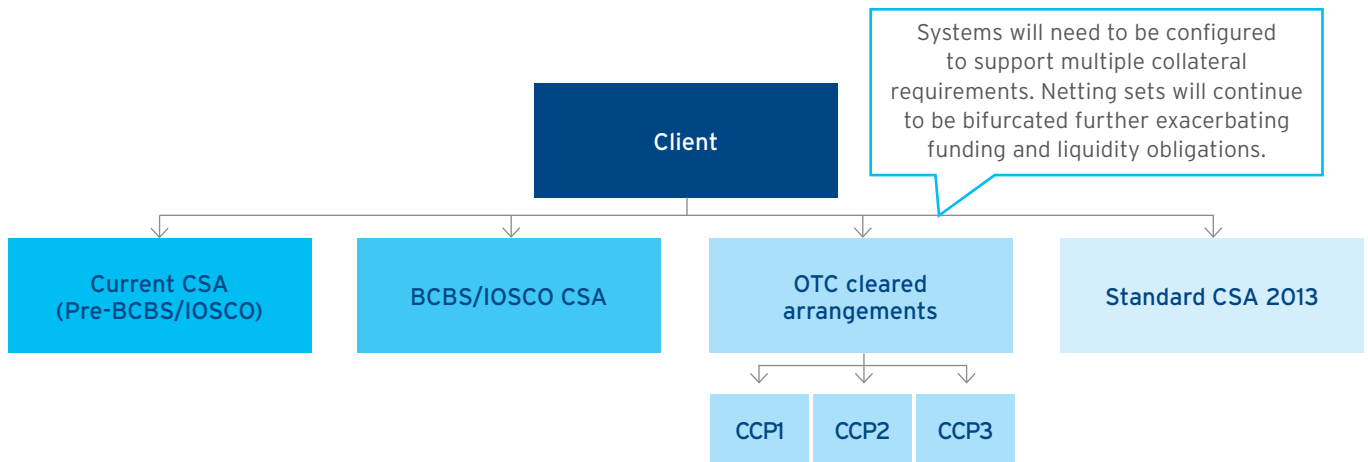 Systems will need to be configured
to support multiple collateral
requirements. Netting sets will continue
to be bifurcated further exacerbating
funding and liquidity obligations.
Client
Current CSA
(Pre-BCBS/IOSCO)
BCBS/IOSCO CSA
OTC cleared
arrangements
Standard CSA 2013
CCP1
CCP2
CCP3